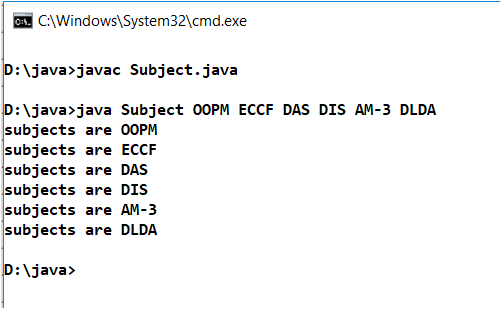 C:\Windows\System32\cmd.exe
D:\java>javac Subject.java
D:\java>java Subject OOPM ECCF DAS DIS AM-3 DLDA
subjects are OOPM
subjects are ECCF
subjects are DAS
subjects are DIS
subjects are AM-3
subjects are DLDA
D:\java>